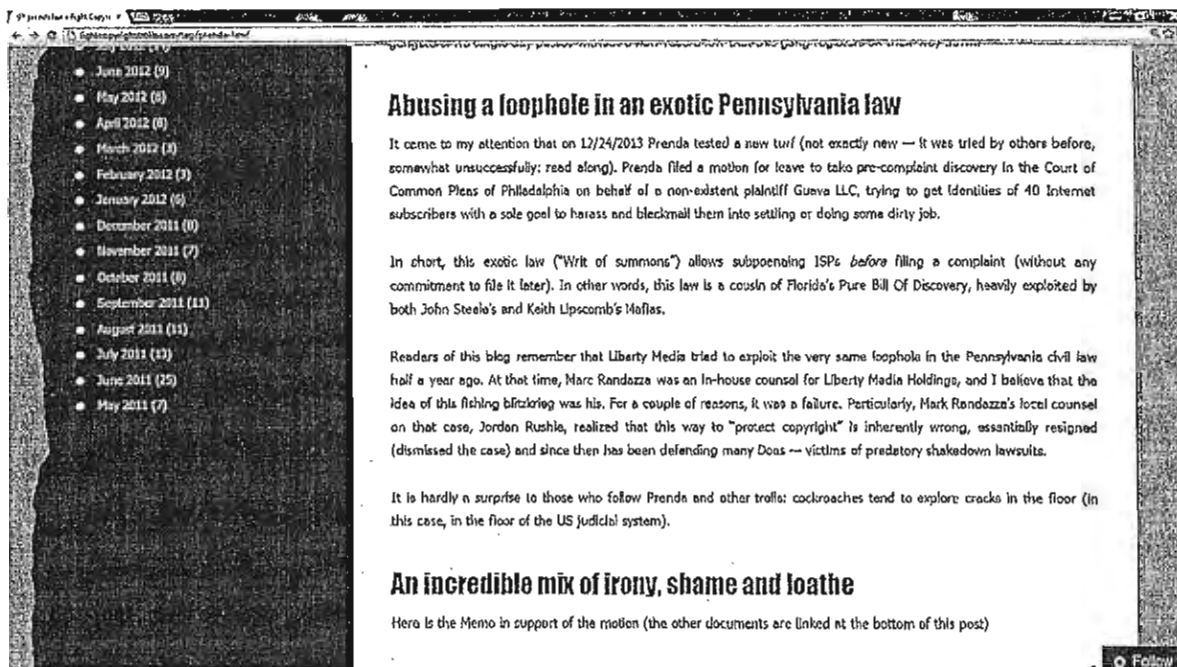 fightcopyrighttrolls.com/tag/prenda-law/
June 2012 (9)
May 2012 (6)
April 2012 (6)
March 2012 (3)
February 2012 (3)
January 2012 (6)
December 2011 (8)
November 2011 (7)
October 2011 (8)
September 2011 (11)
August 2011 (11)
July 2011 (13)
June 2011 (25)
May 2011 (7)
Abusing a loophole in an exotic Pennsylvania law
It came to my attention that on 12/24/2013 Prenda tested a new turf (not exactly new — it was tried by others before,
somewhat unsuccessfully: read along). Prenda filed a motion for leave to take pre-complaint discovery in the Court of
Common Pleas of Philadelphia on behalf of a non-existent plaintiff Guava LLC, trying to get identities of 40 Internet
subscribers with a sole goal to harass and blackmail them into settling or doing some dirty job.
In short, this exotic law ("Writ of summons") allows subpoenaing ISPs before filing a complaint (without any
commitment to file it later). In other words, this law is a cousin of Florida's Pure Bill Of Discovery, heavily exploited by
both John Steele's and Keith Lipscomb's Mafias.
Readers of this blog remember that Liberty Media tried to exploit the very same loophole in the Pennsylvania civil law
half a year ago. At that time, Marc Randazza was an in-house counsel for Liberty Media Holdings, and I believe that the
idea of this fishing blitzkrieg was his. For a couple of reasons, it was a failure. Particularly, Mark Randazza's local counsel
on that case, Jordan Rushie, realized that this way to "protect copyright" is inherently wrong, essentially resigned
(dismissed the case) and since then has been defending many Does — victims of predatory shakedown lawsuits.
It is hardly a surprise to those who follow Prenda and other trolls: cockroaches tend to explore cracks in the floor (in
this case, in the floor of the US judicial system).
An incredible mix of irony, shame and loathe
Here is the Memo in support of the motion (the other documents are linked at the bottom of this post)
Follow